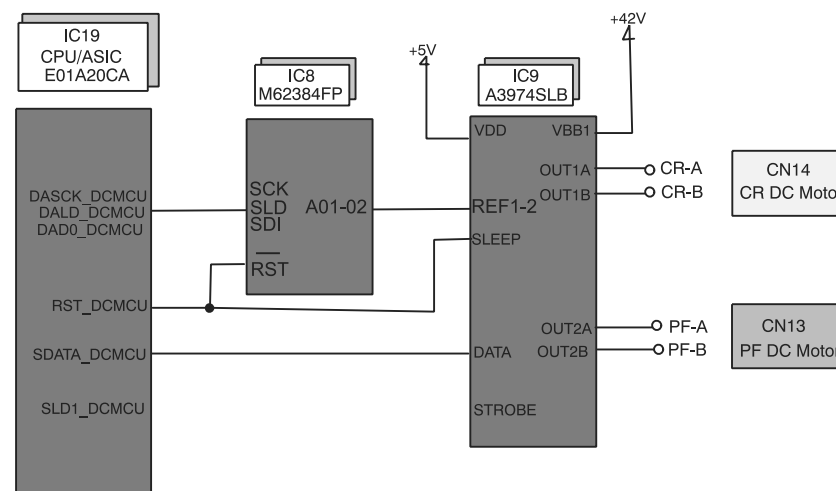 IC19
CPU/ASIC
E01A20CA
IC8
M62384FP
+5V
IC9
A3974SLB
+42V
DASCK_DCMCU
DALD_DCMCU
DAD0_DCMCU
RST_DCMCU
SDATA_DCMCU
SLD1_DCMCU
SCK
SLD
SDI
A01-02
RST
VDD
VBB1
OUT1A
OUT1B
REF1-2
SLEEP
OUT2A
OUT2B
DATA
STROBE
CR-A
CR-B
PF-A
PF-B
CN14
CR DC Moto
CN13
PF DC Motor